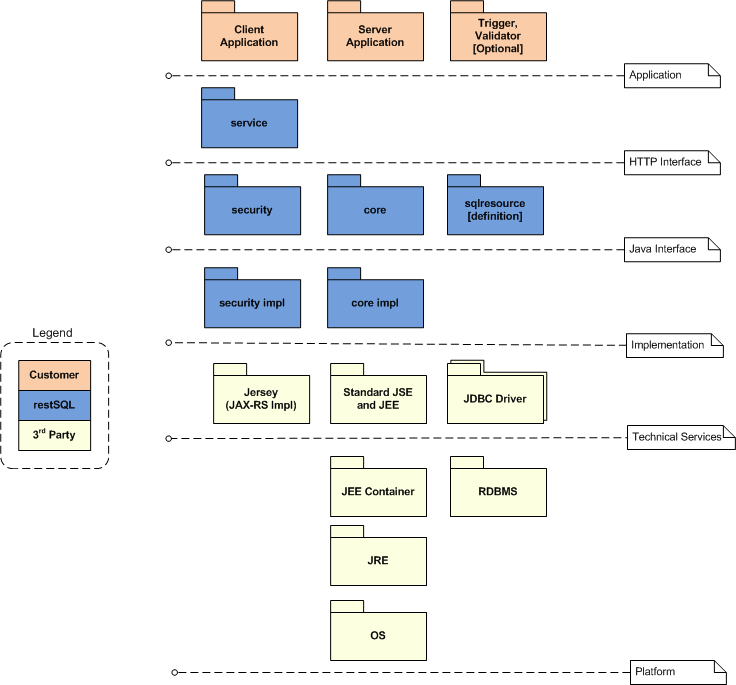 Client
Application
Server
Application
Trigger,
Validator
[Optional]
Application
service
HTTP Interface
security
core
sqlresource
[definition]
Java Interface
security impl
core impl
Implementation
Legend
Customer
restSQL
3rd Party
Jersey
(JAX-RS Impl)
Standard JSE
and JEE
JDBC Driver
Technical Services
JEE Container
RDBMS
JRE
OS
Platform